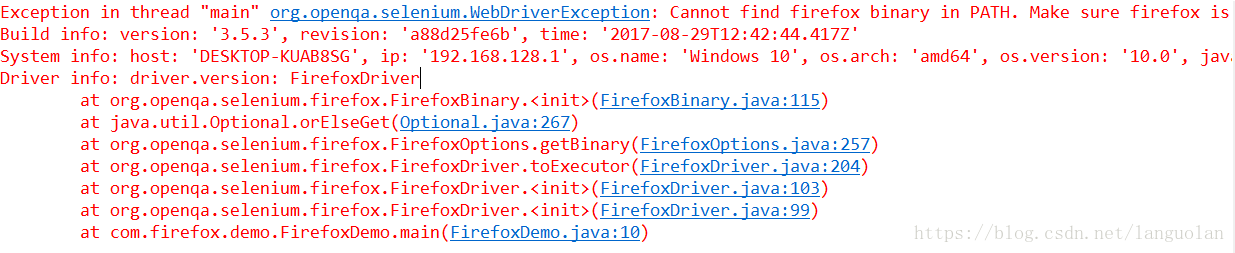 Exception in thread "main" org.openqa.selenium.WebDriverException: Cannot find firefox binary in PATH. Make sure firefox is
Build info: version: '3.5.3', revision: 'a88d25fe6b', time: '2017-08-29T12:42:44.417Z'
System info: host: 'DESKTOP-KUAB8SG', ip: '192.168.128.1', os.name: 'Windows 10', os.arch: 'amd64', os.version: '10.0', jav
Driver info: driver.version: FirefoxDriver
at org.openqa.selenium.firefox.FirefoxBinary.<init>(FirefoxBinary.java:115)
at java.util.Optional.orElseGet(Optional.java:267)
at org.openqa.selenium.firefox.FirefoxOptions.getBinary(FirefoxOptions.java:257)
at org.openqa.selenium.firefox.FirefoxDriver.toExecutor(FirefoxDriver.java:204)
at org.openqa.selenium.firefox.FirefoxDriver.<init>(FirefoxDriver.java:103)
at org.openqa.selenium.firefox.FirefoxDriver.<init>(FirefoxDriver.java:99)
at com.firefox.demo.FirefoxDemo.main(FirefoxDemo.java:10)
https://blog.csdn.net/languolan